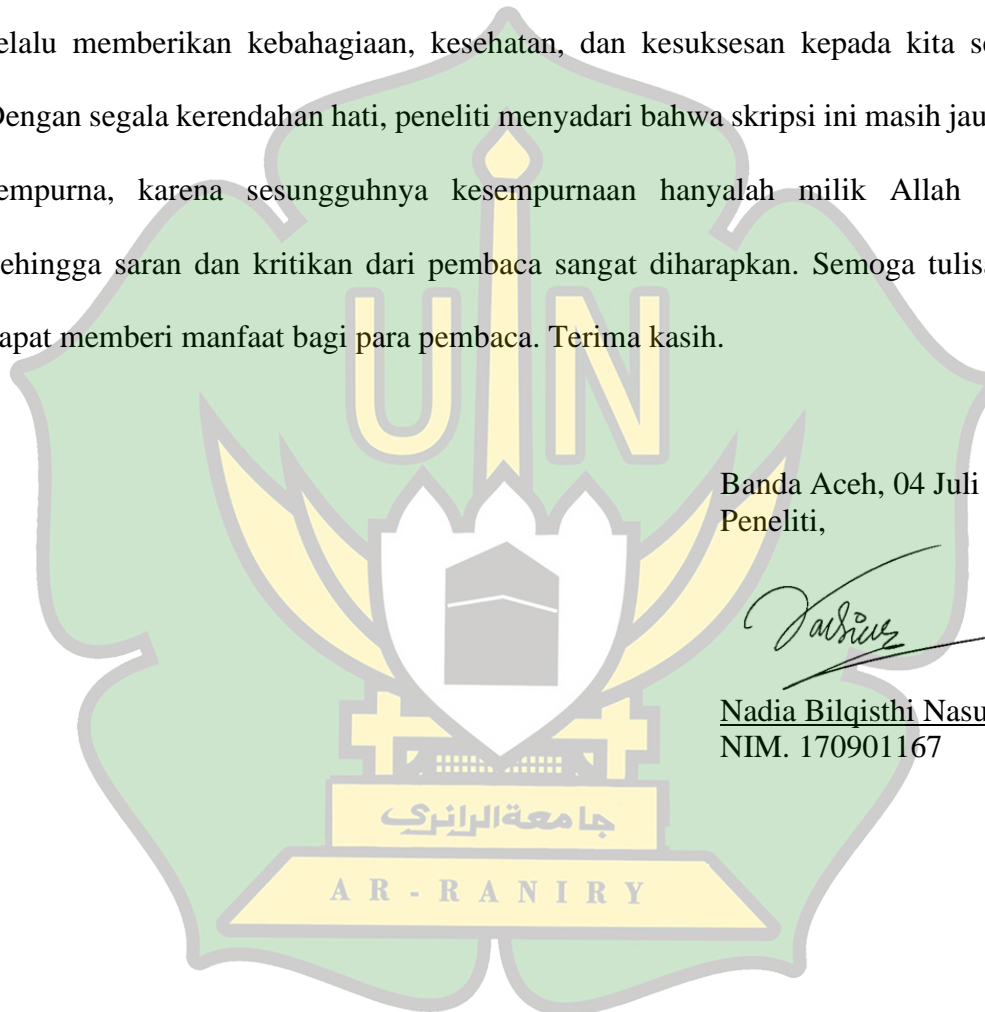 elalu memberikan kebahagiaan, kesehatan, dan kesuksesan kepada kita se
Dengan segala kerendahan hati, peneliti menyadari bahwa skripsi ini masih jau
empurna, karena sesungguhnya kesempurnaan hanyalah milik Allah
ehingga saran dan kritikan dari pembaca sangat diharapkan. Semoga tulisa
apat memberi manfaat bagi para pembaca. Terima kasih.
UIN
Banda Aceh, 04 Juli
Peneliti,
Nadia Bilqisthi Nasu
NIM. 170901167
جامعة الرانري
AR-RANIRY